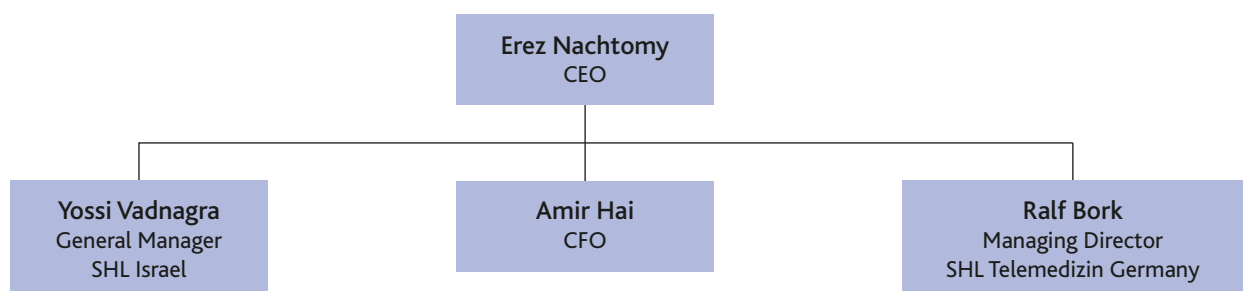 Erez Nachtomy
CEO
Yossi Vadnagra
General Manager
SHL Israel
Amir Hai
CFO
Ralf Bork
Managing Director
SHL Telemedizin Germany